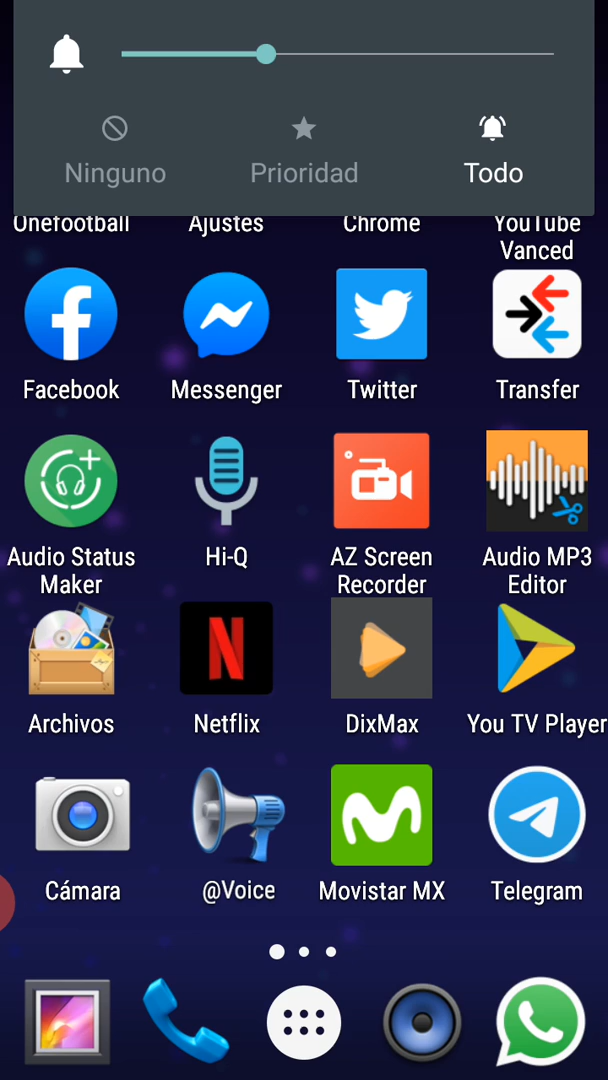 Ninguno Prioridad Todo
Onefootball Ajustes Chrome YouTube
Vanced
Facebook Messenger Twitter Transfer
Audio Status Hi-Q AZ Screen Audio MP3
Maker Recorder Editor
Archivos Netflix DixMax You TV Player
Cámara @Voice Movistar MX Telegram